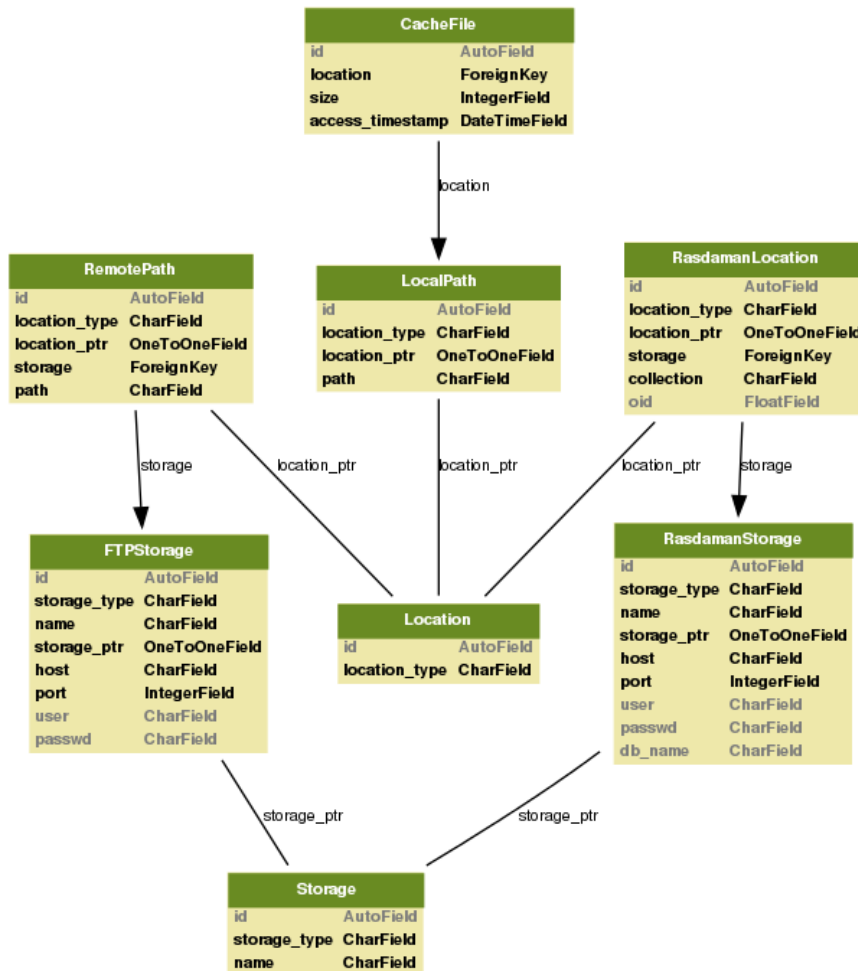 CacheFile
id AutoField
location ForeignKey
size IntegerField
access_timestamp DateTimeField
location
RemotePath
id AutoField
location_type CharField
location_ptr OneToOneField
storage ForeignKey
path CharField
LocalPath
id AutoField
location_type CharField
location_ptr OneToOneField
path CharField
RasdamanLocation
id AutoField
location_type CharField
location_ptr OneToOneField
storage ForeignKey
collection CharField
oid FloatField
storage
location_ptr
location_ptr
location_ptr
storage
FTPStorage
id AutoField
storage_type CharField
name CharField
storage_ptr OneToOneField
host CharField
port IntegerField
user CharField
passwd CharField
Location
id AutoField
location_type CharField
RasdamanStorage
id AutoField
storage_type CharField
name CharField
storage_ptr OneToOneField
host CharField
port IntegerField
user CharField
passwd CharField
db_name CharField
storage_ptr
storage_ptr
Storage
id AutoField
storage_type CharField
name CharField